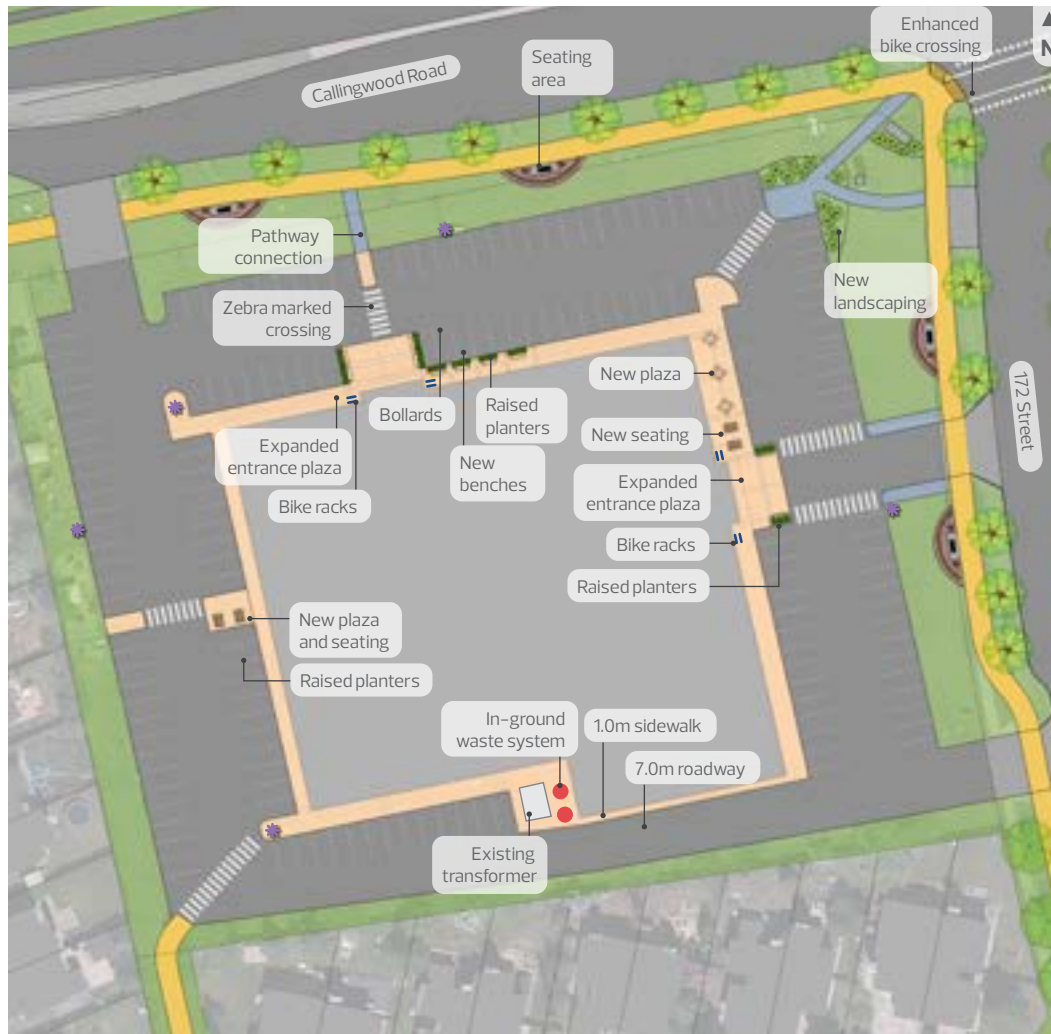 Enhanced
bike crossing
N
Seating
area
Callingwood Road
Pathway
connection
New
landscaping
Zebra marked
crossing
172 Street
New plaza
Bollards
Raised
planters
New seating
Expanded
entrance plaza
New
benches
Expanded
entrance plaza
Bike racks
Bike racks
Raised planters
New plaza
and seating
Raised planters
In-ground
waste system
1.0m sidewalk
7.0m roadway
Existing
transformer